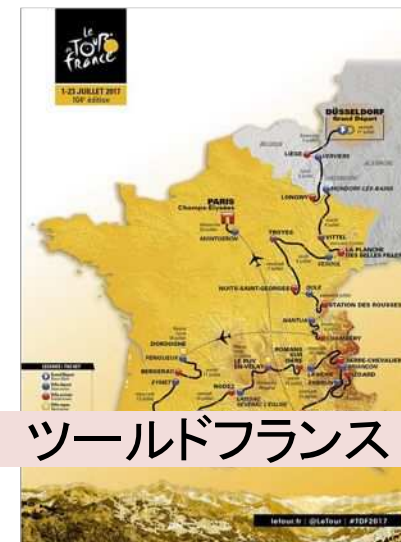 Le
TOUR
DE
FRANCE
1-23 JUILLET 2017
104e édition
DÜSSELDORF
Grand Départ
LIÈGE
VERVIERS
LONGWY
MONDORF-LES-BAINS
PARIS
Champs-Élysées
MONTGERON
TROYES
VITTEL
LA PLANCHE
DES BELLES FILLES
VESOUL
NUITS-SAINT-GEORGES
DOLE
STATION DES ROUSSES
NANTUA
CHAMBÉRY
DORDOGNE
PÉRIGUEUX
BERGERAC
EYMET
LE PUY
EN-VELAY
ROMANS
SUR
ISÈRE
SERRE-CHEVALIER
BRIANÇON
IZOARD
EMBRUN
RODEZ
LAISSAC
SÉVÉRAC L'ÉGLISE
ツールドフランス
letour.fr | @LeTour | #TDF2017